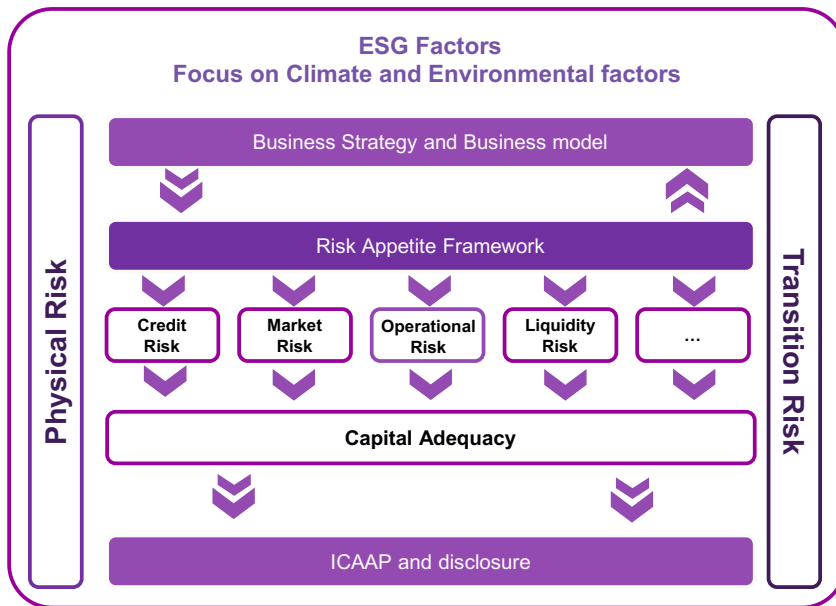 ESG Factors
Focus on Climate and Environmental factors
Physical Risk
Business Strategy and Business model
Risk Appetite Framework
Credit
Risk
Market
Risk
Operational
Risk
Liquidity
Risk
...
Capital Adequacy
ICAAP and disclosure
Transition Risk